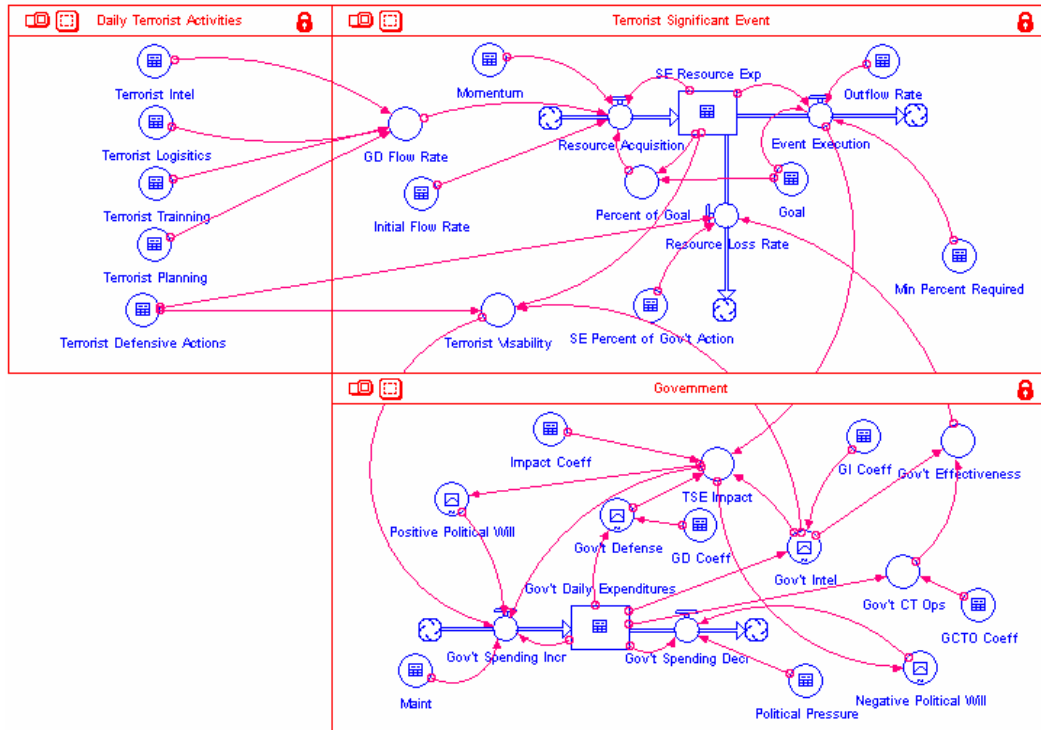 Daily Terrorist Activities
Terrorist Significant Event
Terrorist Intel
Terrorist Logisitics
Terrorist Trainning
Terrorist Planning
Terrorist Defensive Actions
GD Flow Rate
Momentum
SE Resource Exp
Outflow Rate
Resource Acquisition
Event Execution
Initial Flow Rate
Percent of Goal
Goal
Resource Loss Rate
Min Percent Required
Terrorist Visability
SE Percent of Gov't Action
Government
Impact Coeff
TSE Impact
GI Coeff
Gov't Effectiveness
Positive Political Will
Gov't Defense
GD Coeff
Gov't Intel
Gov't Daily Expenditures
Gov't CT Ops
GCTO Coeff
Gov't Spending Incr
Gov't Spending Decr
Maint
Political Pressure
Negative Political Will